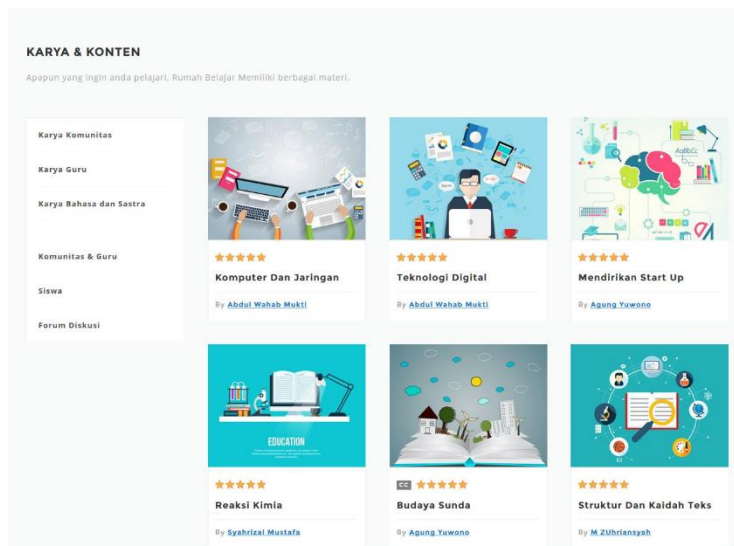 KARYA & KONTEN
Apapun yang ingin anda pelajari, Rumah Belajar Memiliki berbagai materi.
Karya Komunitas
Karya Guru
Karya Bahasa dan Sastra
Komunitas & Guru
Siswa
Forum Diskusi
Komputer Dan Jaringan
By Abdul Wahab Mukti
Teknologi Digital
By Abdul Wahab Mukti
AaBbCc
Mendirikan Start Up
By Agung Yuwono
EDUCATION
Reaksi Kimia
By Syahrizal Mustafa
CC
Budaya Sunda
By Agung Yuwono
Struktur Dan Kaidah Teks
By M ZUhriansyah